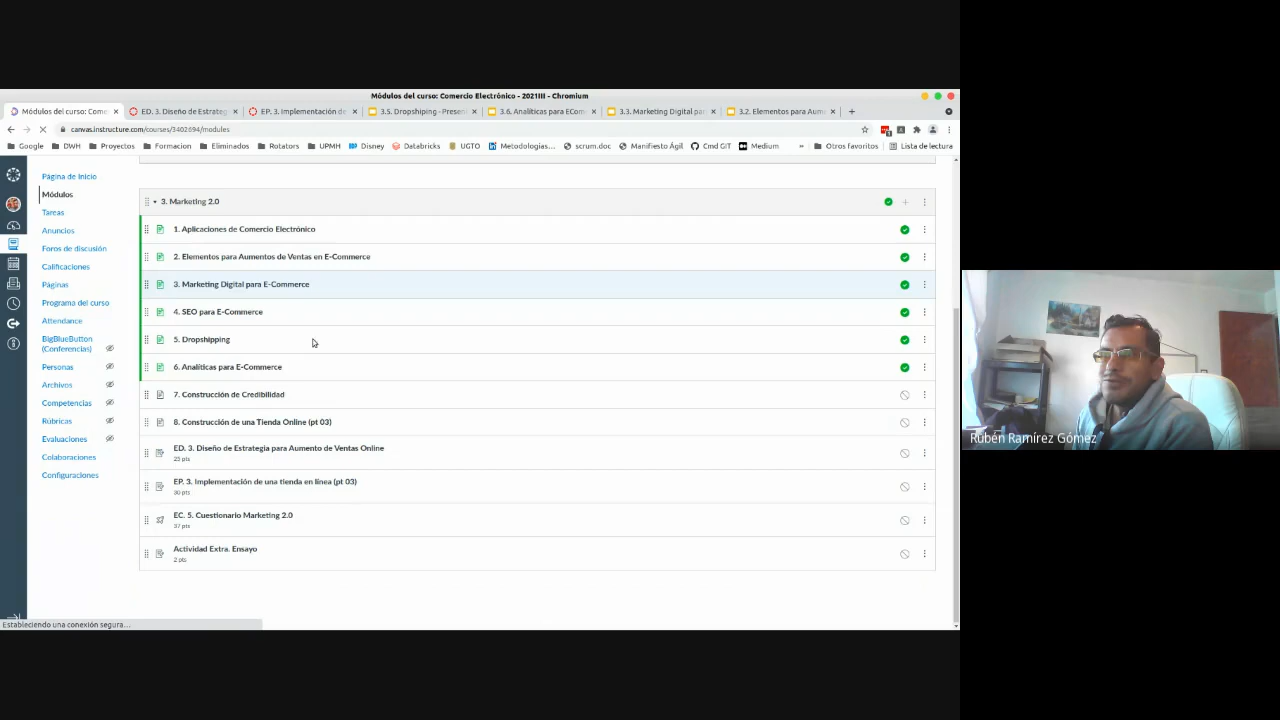 Módulos del curso: Comercio Electrónico - 2021III - Chromium
Módulos del curso: Come
ED. 3. Diseño de Estrateg
EP. 3. Implementación de
3.5. Dropshiping - Presen
3.6. Analíticas para ECom
3.3. Marketing Digital par
3.2. Elementos para Aum
canvas.instructure.com/courses/3402694/modules
Google
DWH
Proyectos
Formacion
Eliminados
Rotators
UPMH
Disney
Databricks
UGTO
Metodologías...
scrum.doc
Manifiesto Ágil
Cmd GIT
Medium
»
Otros favoritos
Lista de lectura
Página de Inicio
Módulos
Tareas
Anuncios
Foros de discusión
Calificaciones
Páginas
Programa del curso
Attendance
BigBlueButton
(Conferencias)
Personas
Archivos
Competencias
Rúbricas
Evaluaciones
Colaboraciones
Configuraciones
3. Marketing 2.0
1. Aplicaciones de Comercio Electrónico
2. Elementos para Aumentos de Ventas en E-Commerce
3. Marketing Digital para E-Commerce
4. SEO para E-Commerce
5. Dropshipping
6. Analíticas para E-Commerce
7. Construcción de Credibilidad
8. Construcción de una Tienda Online (pt 03)
ED. 3. Diseño de Estrategia para Aumento de Ventas Online
25 pts
EP. 3. Implementación de una tienda en línea (pt 03)
30 pts
EC. 5. Cuestionario Marketing 2.0
37 pts
Actividad Extra. Ensayo
2 pts
Estableciendo una conexión segura...
Rubén Ramírez Gómez